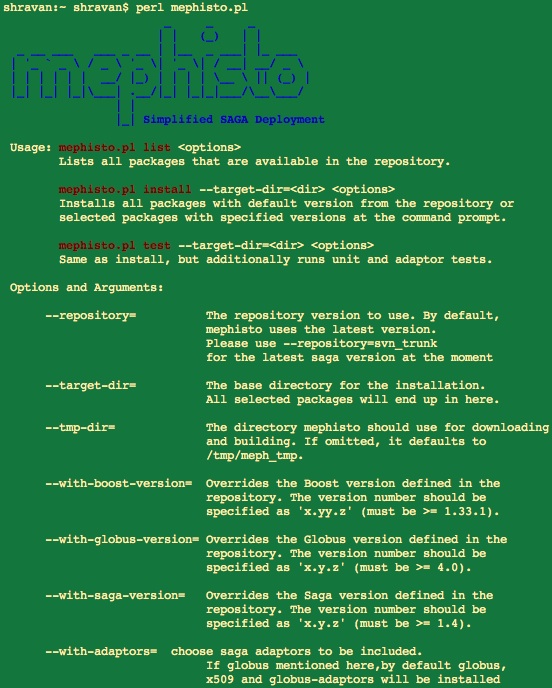 shravan:~ shravan$ perl mephisto.pl
mephisto
Simplified SAGA Deployment
Usage: mephisto.pl list <options>
Lists all packages that are available in the repository.
mephisto.pl install --target-dir=<dir> <options>
Installs all packages with default version from the repository or
selected packages with specified versions at the command prompt.
mephisto.pl test --target-dir=<dir> <options>
Same as install, but additionally runs unit and adaptor tests.
Options and Arguments:
--repository= The repository version to use. By default,
mephisto uses the latest version.
Please use --repository=svn_trunk
for the latest saga version at the moment
--target-dir= The base directory for the installation.
All selected packages will end up in here.
--tmp-dir= The directory mephisto should use for downloading
and building. If omitted, it defaults to
/tmp/meph_tmp.
--with-boost-version= Overrides the Boost version defined in the
repository. The version number should be
specified as 'x.yy.z' (must be >= 1.33.1).
--with-globus-version= Overrides the Globus version defined in the
repository. The version number should be
specified as 'x.y.z' (must be >= 4.0).
--with-saga-version= Overrides the Saga version defined in the
repository. The version number should be
specified as 'x.y.z' (must be >= 1.4).
--with-adaptors= choose saga adaptors to be included.
If globus mentioned here,by default globus,
x509 and globus-adaptors will be installed